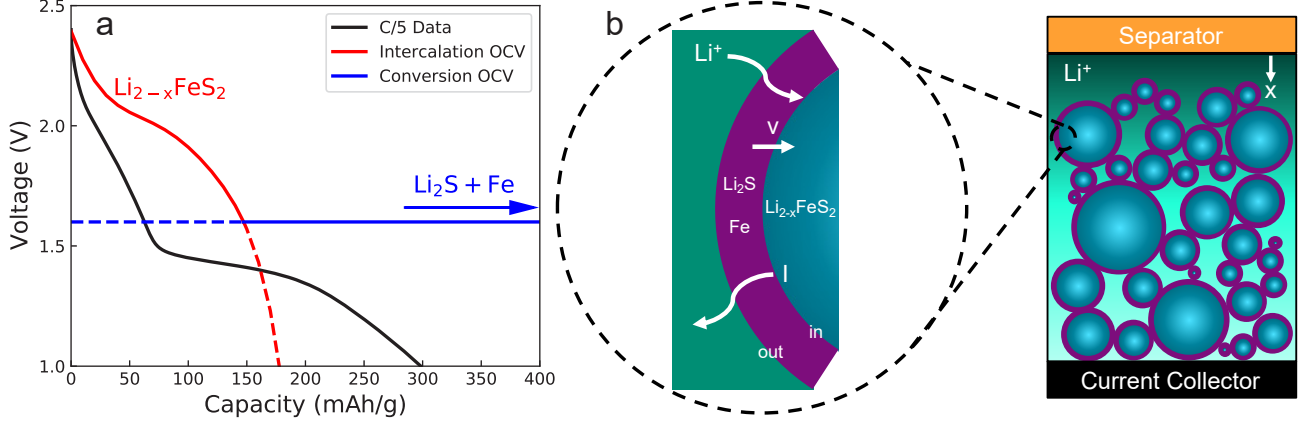 a
2.5
2.0
1.5
1.0
Voltage (V)
C/5 Data
Intercalation OCV
Conversion OCV
Li₂₋ₓFeS₂
Li₂S + Fe
0
50
100
150
200
250
300
350
400
Capacity (mAh/g)
b
Li⁺
v
Li₂S
Fe
Li₂₋ₓFeS₂
I
in
out
Separator
Li⁺
x
Current Collector